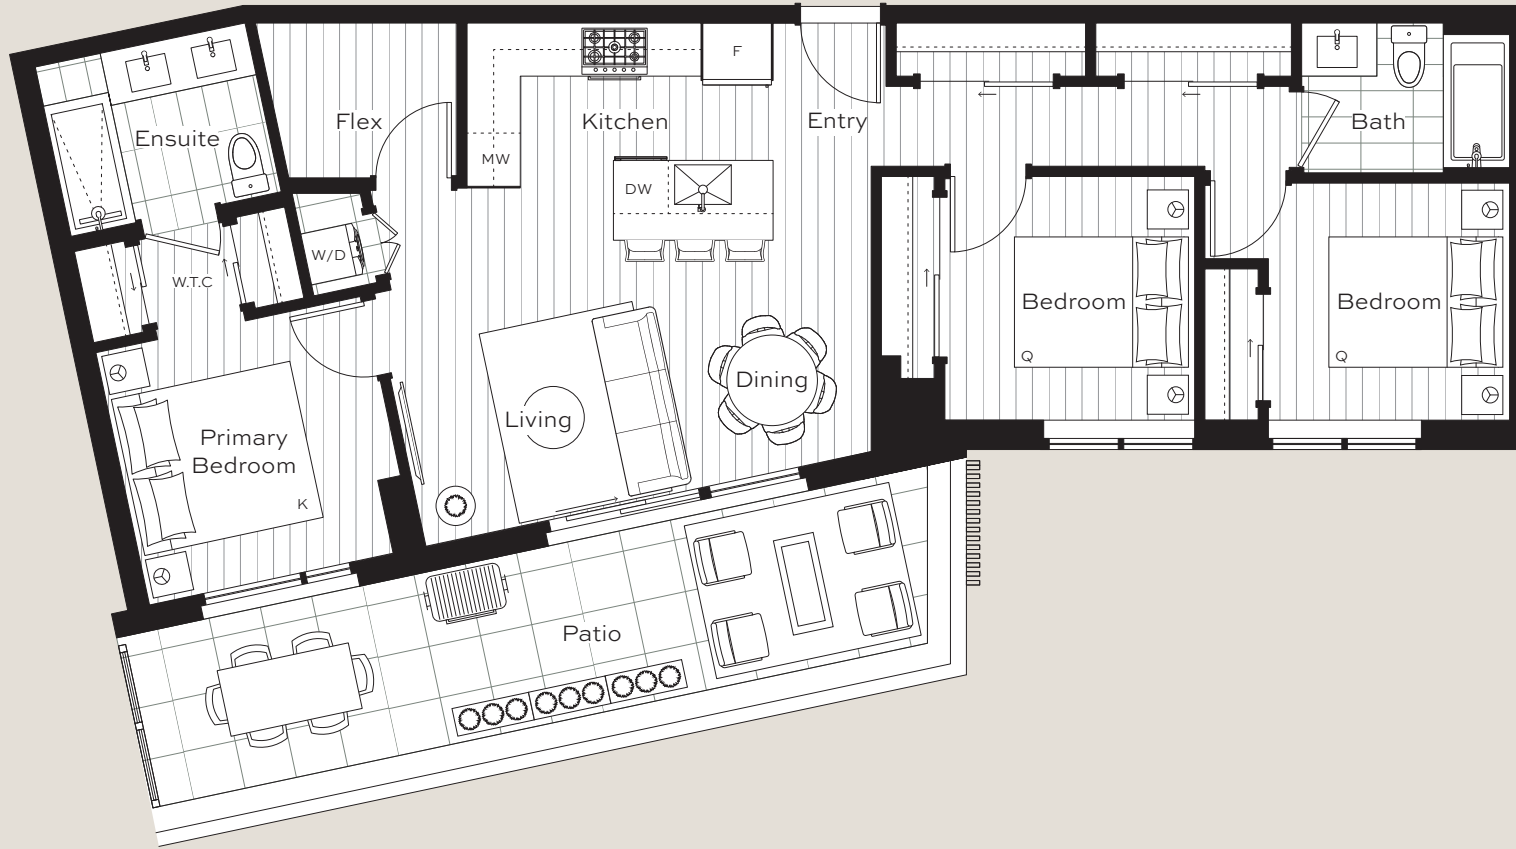 F
Flex
Kitchen
Entry
Bath
Ensuite
MW
DW
W/D
W.T.C
Bedroom
Bedroom
Q
Q
Dining
Living
Primary
Bedroom
K
Patio